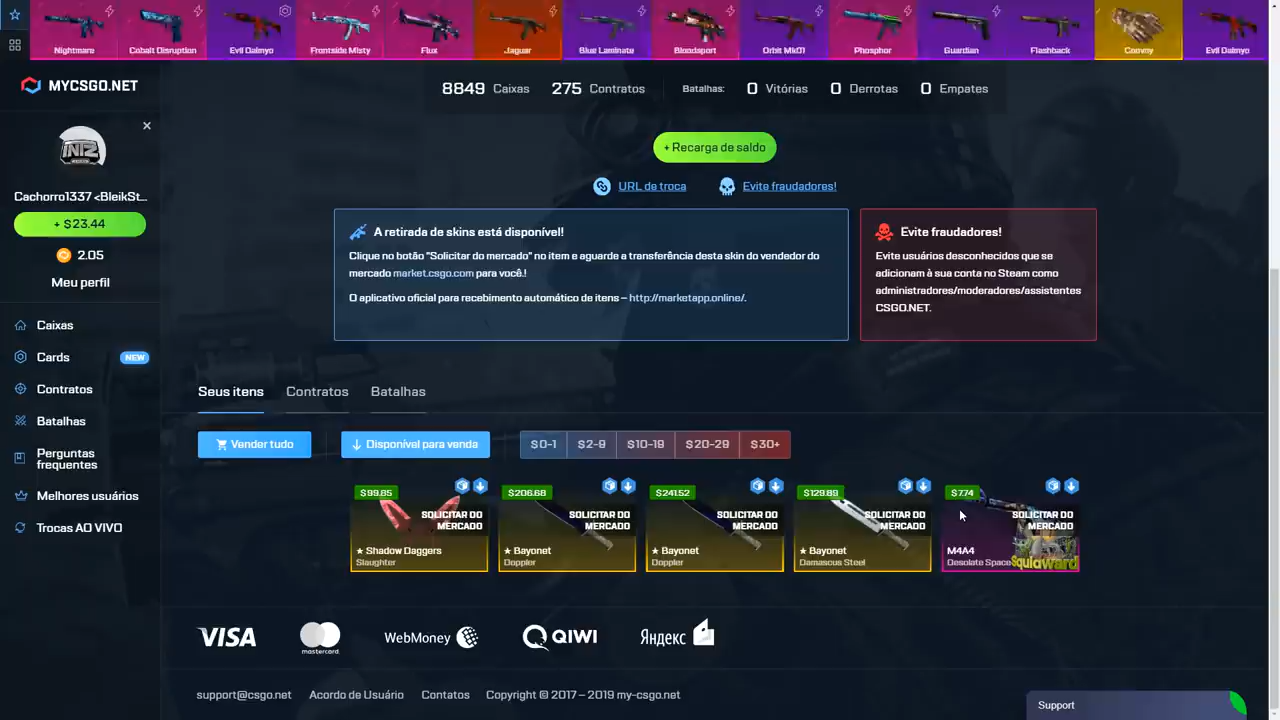 Nightmare
Cobalt Disruption
Evil Daimyo
Frontside Misty
Flux
Jaguar
Blue Laminate
Bloodsport
Orbit Mk01
Phosphor
Guardian
Flashback
Convoy
Evil Daimyo
MYCSGO.NET
8849 Caixas
275 Contratos
Batalhas:
0 Vitórias
0 Derrotas
0 Empates
INTZ
Cachorro1337 <BleikSt...
+ $23.44
2.05
Meu perfil
+ Recarga de saldo
URL de troca
Evite fraudadores!
A retirada de skins está disponível!
Clique no botão "Solicitar do mercado" no item e aguarde a transferência desta skin do vendedor do
mercado market.csgo.com para você.!
O aplicativo oficial para recebimento automático de itens – http://marketapp.online/.
Evite fraudadores!
Evite usuários desconhecidos que se
adicionam à sua conta no Steam como
administradores/moderadores/assistentes
CSGO.NET.
Caixas
Cards
NEW
Contratos
Batalhas
Perguntas
frequentes
Melhores usuários
Trocas AO VIVO
Seus itens
Contratos
Batalhas
Vender tudo
Disponível para venda
$0-1
$2-9
$10-19
$20-29
$30+
$99.85
SOLICITAR DO
MERCADO
★ Shadow Daggers
Slaughter
$206.68
SOLICITAR DO
MERCADO
★ Bayonet
Doppler
$241.52
SOLICITAR DO
MERCADO
★ Bayonet
Doppler
$129.89
SOLICITAR DO
MERCADO
★ Bayonet
Damascus Steel
$7.74
SOLICITAR DO
MERCADO
M4A4
Desolate Space
Squidward
VISA
mastercard
WebMoney
QIWI
Яндекс
support@csgo.net
Acordo de Usuário
Contatos
Copyright © 2017 – 2019 my-csgo.net
Support